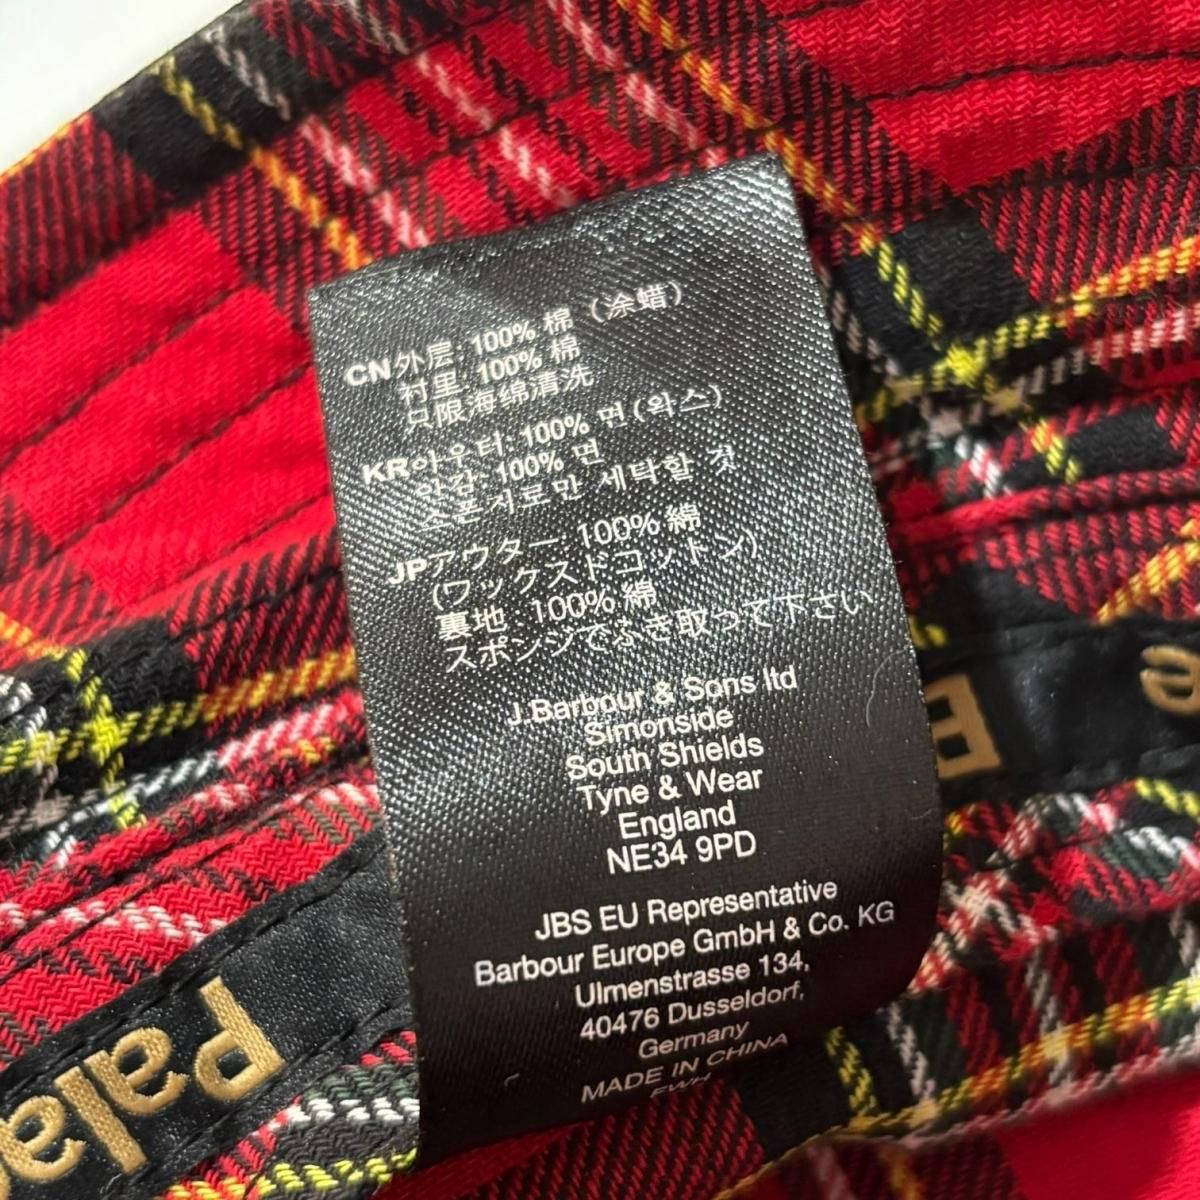 CN外层: 100% 棉 (涂蜡)
村里: 100% 棉
只限海绵清洗
KR아우터: 100% 면 (왁스)
안감: 100% 면
스폰지로만 세탁할 것
JPアウター: 100% 綿
(ワックスドコットン)
裏地: 100% 綿
スポンジでふき取って下さい
J.Barbour & Sons ltd
Simonside
South Shields
Tyne & Wear
England
NE34 9PD
JBS EU Representative
Barbour Europe GmbH & Co. KG
Ulmenstrasse 134,
40476 Dusseldorf,
Germany
MADE IN CHINA
EWH
Pala
B
e